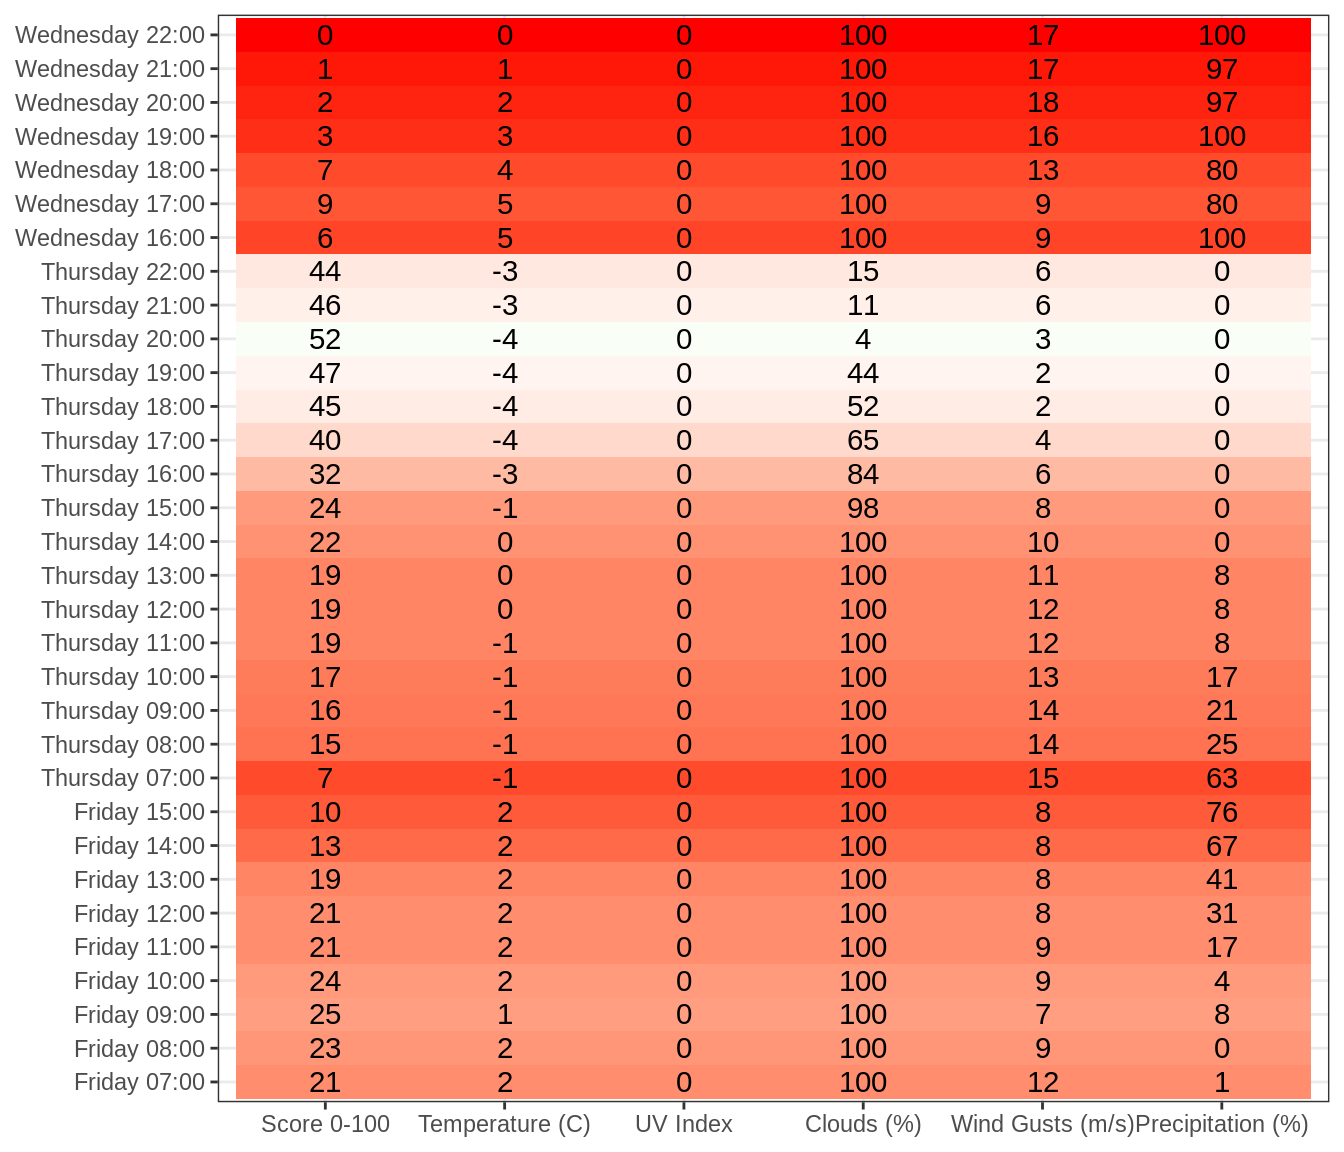 Wednesday 22:00 0 0 0 100 17 100
Wednesday 21:00 1 1 0 100 17 97
Wednesday 20:00 2 2 0 100 18 97
Wednesday 19:00 3 3 0 100 16 100
Wednesday 18:00 7 4 0 100 13 80
Wednesday 17:00 9 5 0 100 9 80
Wednesday 16:00 6 5 0 100 9 100
Thursday 22:00 44 -3 0 15 6 0
Thursday 21:00 46 -3 0 11 6 0
Thursday 20:00 52 -4 0 4 3 0
Thursday 19:00 47 -4 0 44 2 0
Thursday 18:00 45 -4 0 52 2 0
Thursday 17:00 40 -4 0 65 4 0
Thursday 16:00 32 -3 0 84 6 0
Thursday 15:00 24 -1 0 98 8 0
Thursday 14:00 22 0 0 100 10 0
Thursday 13:00 19 0 0 100 11 8
Thursday 12:00 19 0 0 100 12 8
Thursday 11:00 19 -1 0 100 12 8
Thursday 10:00 17 -1 0 100 13 17
Thursday 09:00 16 -1 0 100 14 21
Thursday 08:00 15 -1 0 100 14 25
Thursday 07:00 7 -1 0 100 15 63
Friday 15:00 10 2 0 100 8 76
Friday 14:00 13 2 0 100 8 67
Friday 13:00 19 2 0 100 8 41
Friday 12:00 21 2 0 100 8 31
Friday 11:00 21 2 0 100 9 17
Friday 10:00 24 2 0 100 9 4
Friday 09:00 25 1 0 100 7 8
Friday 08:00 23 2 0 100 9 0
Friday 07:00 21 2 0 100 12 1
Score 0-100 Temperature (C) UV Index Clouds (%) Wind Gusts (m/s) Precipitation (%)